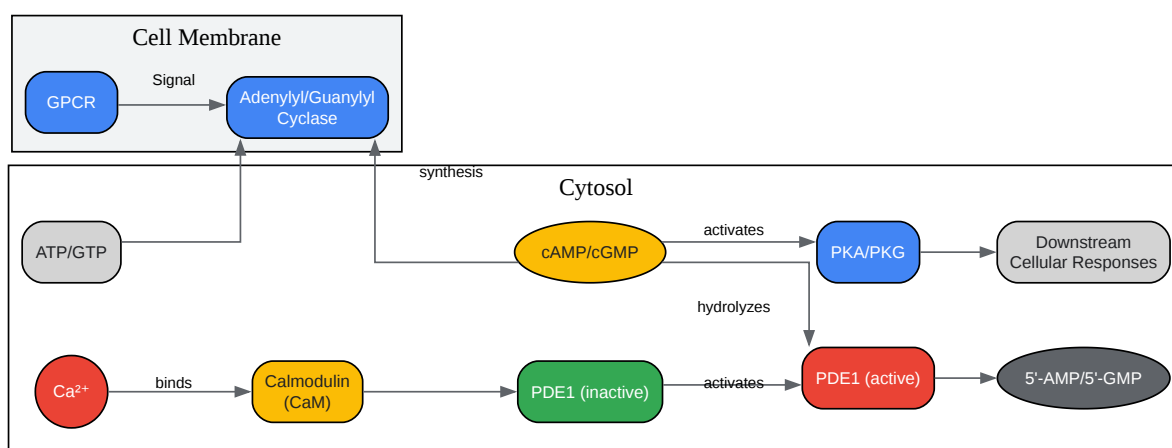 Cell Membrane
GPCR
Signal
Adenylyl/Guanylyl
Cyclase
synthesis
Cytosol
ATP/GTP
cAMP/cGMP
activates
PKA/PKG
Downstream
Cellular Responses
hydrolyzes
Ca²⁺
binds
Calmodulin
(CaM)
PDE1 (inactive)
activates
PDE1 (active)
5'-AMP/5'-GMP